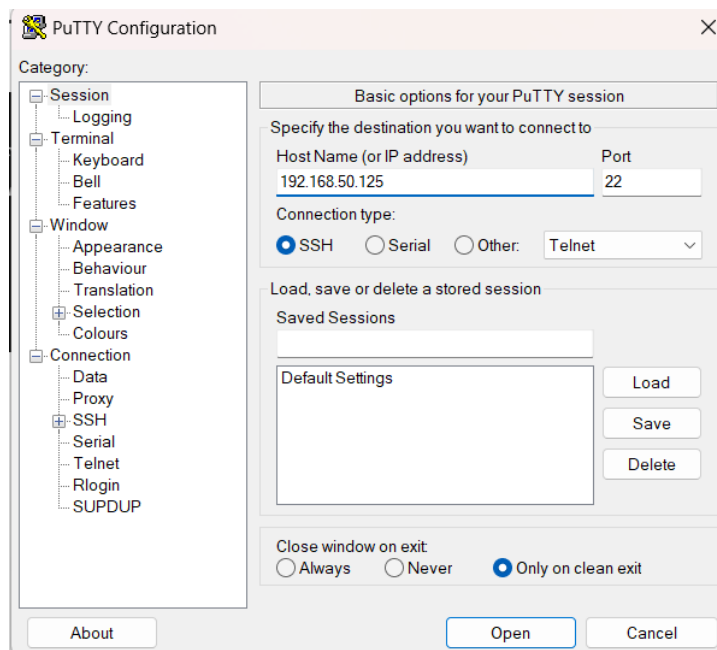 PuTTY Configuration
Category:
Session
Logging
Terminal
Keyboard
Bell
Features
Window
Appearance
Behaviour
Translation
Selection
Colours
Connection
Data
Proxy
SSH
Serial
Telnet
Rlogin
SUPDUP
Basic options for your PuTTY session
Specify the destination you want to connect to
Host Name (or IP address) Port
192.168.50.125 22
Connection type:
SSH Serial Other: Telnet
Load, save or delete a stored session
Saved Sessions
Default Settings
Load
Save
Delete
Close window on exit:
Always Never Only on clean exit
About Open Cancel